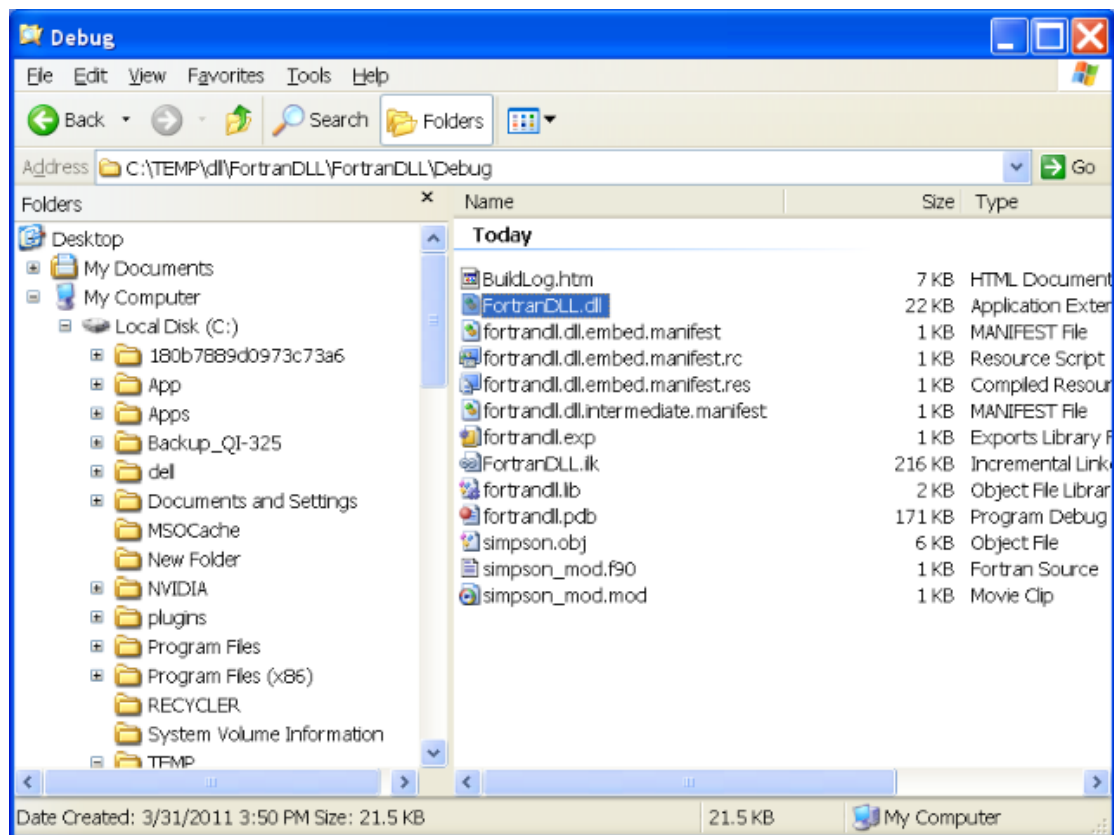 Debug
File Edit View Favorites Tools Help
Back Search Folders
Address C:\TEMP\dll\FortranDLL\FortranDLL\Debug Go
Folders × Name Size Type
Desktop
My Documents
My Computer
Local Disk (C:)
180b7889d0973c73a6
App
Apps
Backup_QI-325
dell
Documents and Settings
MSOCache
New Folder
NVIDIA
plugins
Program Files
Program Files (x86)
RECYCLER
System Volume Information
TEMP
Today
BuildLog.htm 7 KB HTML Document
FortranDLL.dll 22 KB Application Exter
fortrandll.dll.embed.manifest 1 KB MANIFEST File
fortrandll.dll.embed.manifest.rc 1 KB Resource Script
fortrandll.dll.embed.manifest.res 1 KB Compiled Resour
fortrandll.dll.intermediate.manifest 1 KB MANIFEST File
fortrandll.exp 1 KB Exports Library F
FortranDLL.ilk 216 KB Incremental Link
fortrandll.lib 2 KB Object File Librar
fortrandll.pdb 171 KB Program Debug
simpson.obj 6 KB Object File
simpson_mod.f90 1 KB Fortran Source
simpson_mod.mod 1 KB Movie Clip
Date Created: 3/31/2011 3:50 PM Size: 21.5 KB 21.5 KB My Computer